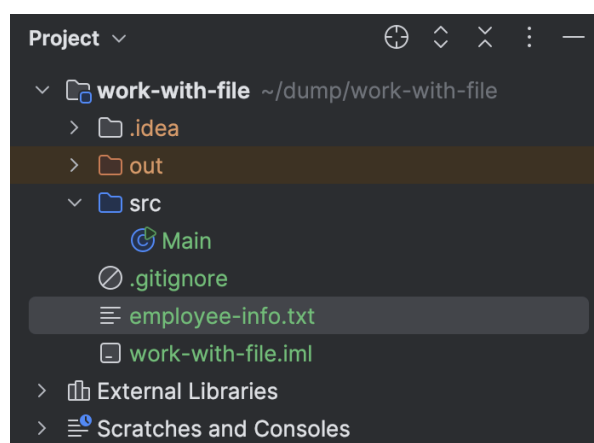 Project
work-with-file ~/dump/work-with-file
.idea
out
src
Main
.gitignore
employee-info.txt
work-with-file.iml
External Libraries
Scratches and Consoles